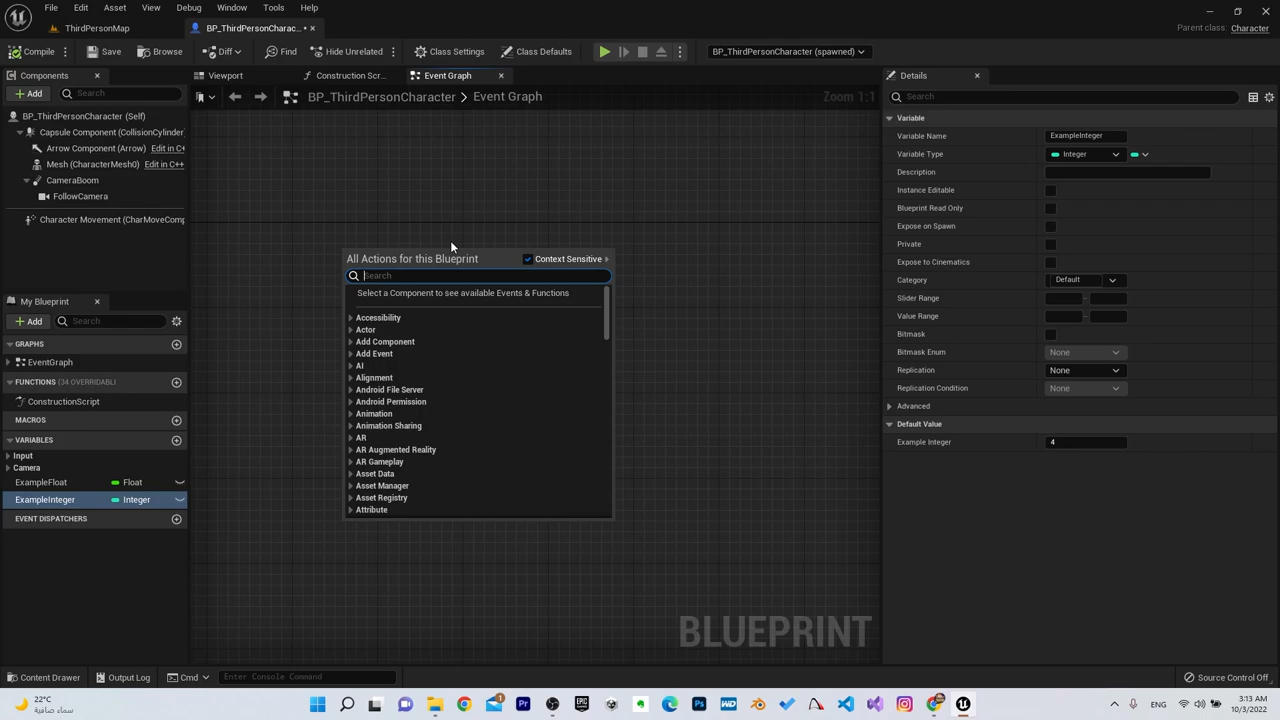 File Edit Asset View Debug Window Tools Help
ThirdPersonMap
BP_ThirdPersonCharac... •
Parent class: Character
Compile
Save
Browse
Diff
Find
Hide Unrelated
Class Settings
Class Defaults
BP_ThirdPersonCharacter (spawned)
Components
Add
Search
BP_ThirdPersonCharacter (Self)
Capsule Component (CollisionCylinder)
Arrow Component (Arrow) Edit in C+
Mesh (CharacterMesh0) Edit in C++
CameraBoom
FollowCamera
Character Movement (CharMoveComp
My Blueprint
Add
Search
GRAPHS
EventGraph
FUNCTIONS (34 OVERRIDABLI
ConstructionScript
MACROS
VARIABLES
Input
Camera
ExampleFloat Float
ExampleInteger Integer
EVENT DISPATCHERS
Viewport
Construction Scr...
Event Graph
BP_ThirdPersonCharacter > Event Graph
Zoom 1:1
All Actions for this Blueprint
Context Sensitive
Search
Select a Component to see available Events & Functions
Accessibility
Actor
Add Component
Add Event
AI
Alignment
Android File Server
Android Permission
Animation
Animation Sharing
AR
AR Augmented Reality
AR Gameplay
Asset Data
Asset Manager
Asset Registry
Attribute
BLUEPRINT
Details
Search
Variable
Variable Name ExampleInteger
Variable Type Integer
Description
Instance Editable
Blueprint Read Only
Expose on Spawn
Private
Expose to Cinematics
Category Default
Slider Range
Value Range
Bitmask
Bitmask Enum None
Replication None
Replication Condition None
Advanced
Default Value
Example Integer 4
Content Drawer
Output Log
Cmd
Enter Console Command
Source Control Off
22°C
سماء صافية
ENG
3:13 AM
10/3/2022